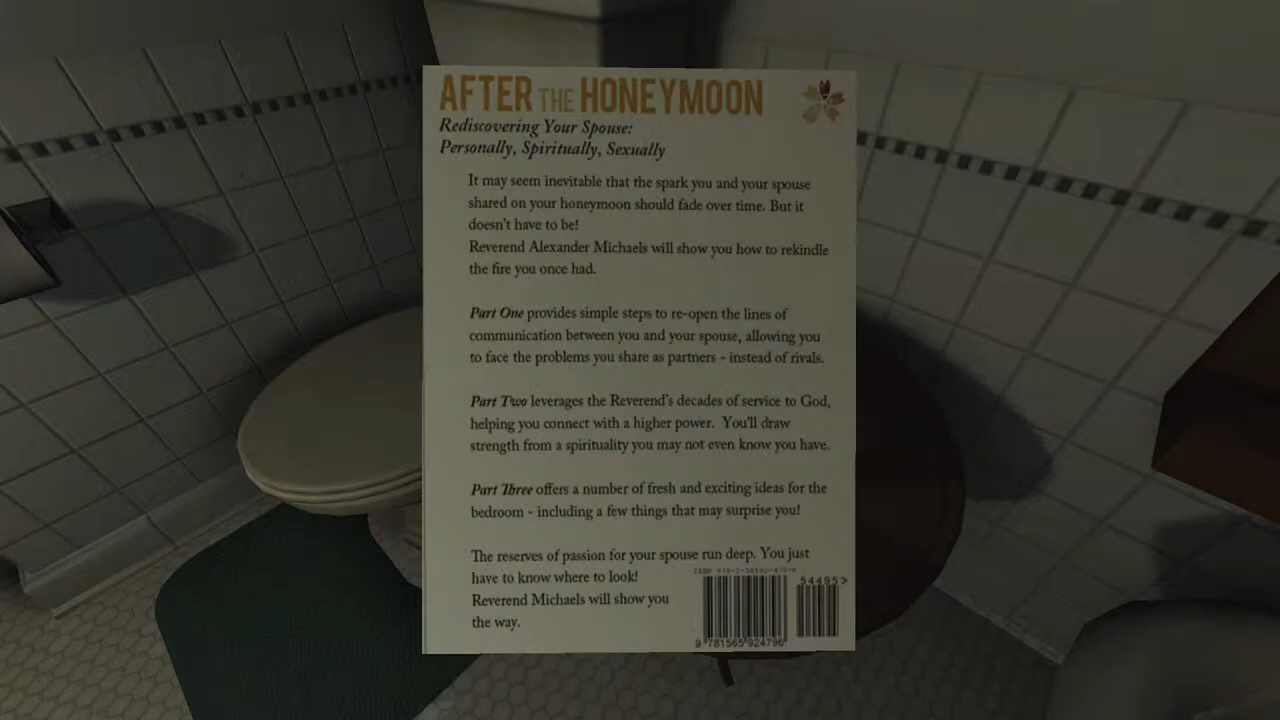 AFTER THE HONEYMOON
Rediscovering Your Spouse:
Personally, Spiritually, Sexually
It may seem inevitable that the spark you and your spouse
shared on your honeymoon should fade over time. But it
doesn't have to be!
Reverend Alexander Michaels will show you how to rekindle
the fire you once had.
Part One provides simple steps to re-open the lines of
communication between you and your spouse, allowing you
to face the problems you share as partners - instead of rivals.
Part Two leverages the Reverend's decades of service to God,
helping you connect with a higher power. You'll draw
strength from a spirituality you may not even know you have.
Part Three offers a number of fresh and exciting ideas for the
bedroom - including a few things that may surprise you!
The reserves of passion for your spouse run deep. You just
have to know where to look!
Reverend Michaels will show you
the way.
ISBN
54495>
9 781565 924796